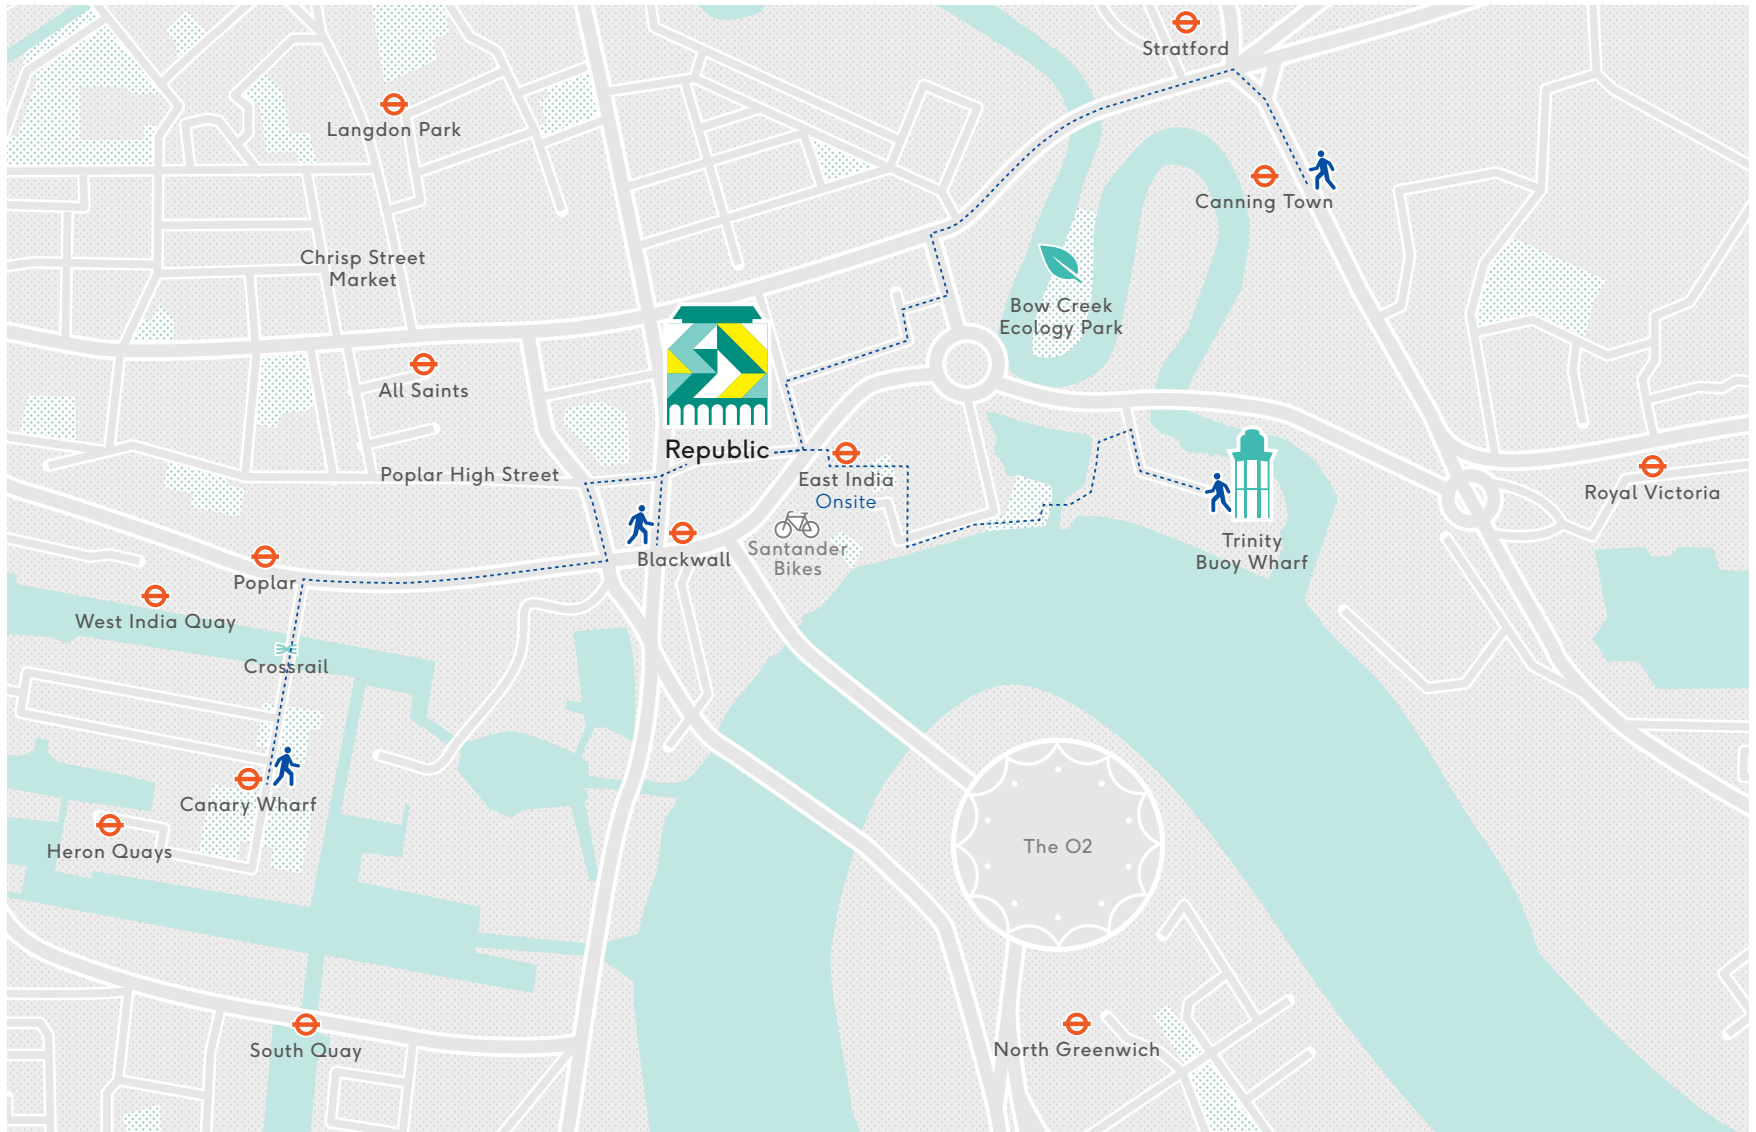 Stratford
Langdon Park
Canning Town
Chrisp Street
Market
Bow Creek
Ecology Park
All Saints
Republic
Poplar High Street
East India
Onsite
Royal Victoria
Santander
Bikes
Blackwall
Trinity
Buoy Wharf
Poplar
West India Quay
Crossrail
Canary Wharf
Heron Quays
The O2
South Quay
North Greenwich